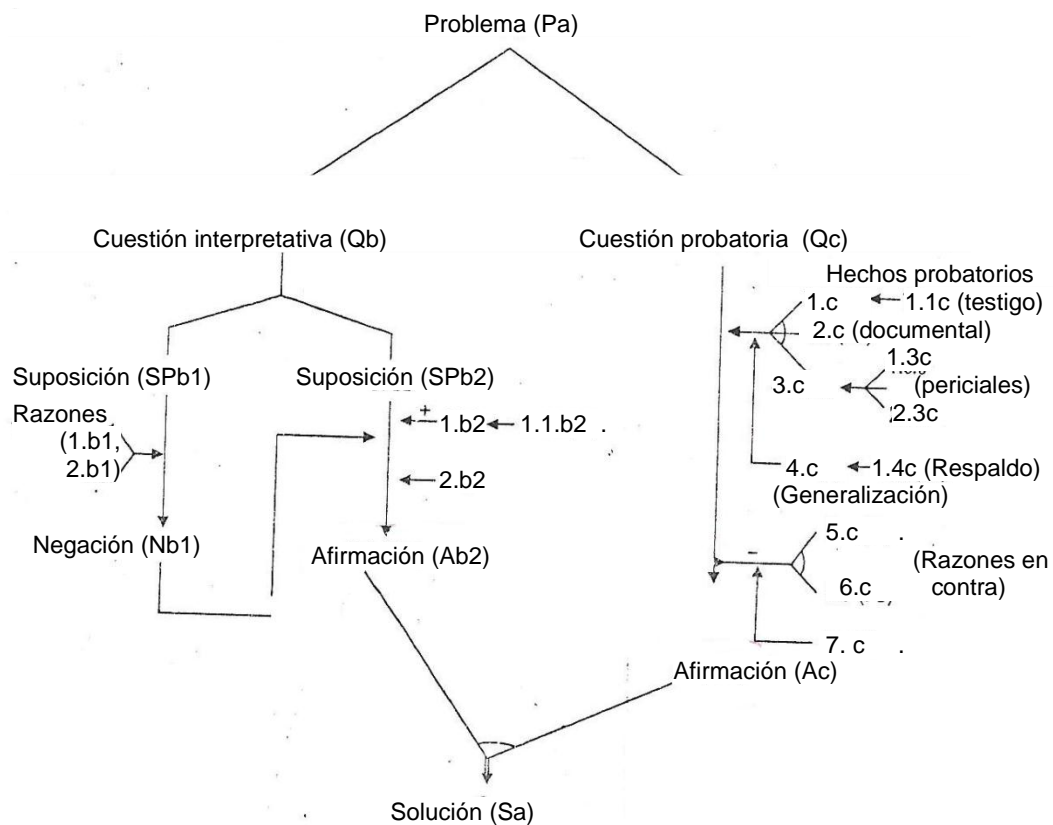 Problema (Pa)
Cuestión interpretativa (Qb)
Cuestión probatoria (Qc)
Hechos probatorios
1.c
1.1c (testigo)
2.c (documental)
1.3c
3.c
(periciales)
2.3c
Suposición (SPb1)
Suposición (SPb2)
Razones
(1.b1,
2.b1)
+
1.b2
1.1.b2 .
2.b2
4.c
1.4c (Respaldo)
(Generalización)
Negación (Nb1)
Afirmación (Ab2)
5.c .
–
(Razones en
contra)
6.c
7. c .
Afirmación (Ac)
Solución (Sa)